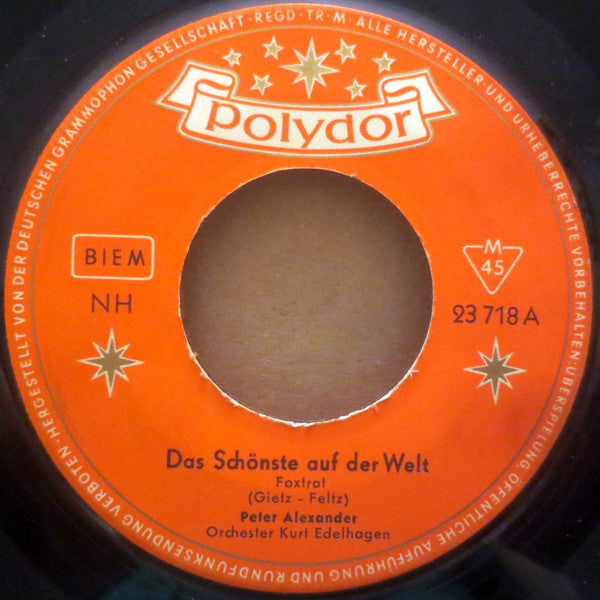 HERGESTELLT VON DER DEUTSCHEN GRAMMOPHON GESELLSCHAFT · REGD · TR · M · ALLE HERSTELLER- UND URHEBERRECHTE VORBEHALTEN: ÜBERSPIELUNG, ÖFFENTLICHE AUFFÜHRUNG UND RUNDFUNKSENDUNG VERBOTEN ·
polydor
BIEM
NH
M
45
23 718 A
Das Schönste auf der Welt
Foxtrot
(Gietz - Feltz)
Peter Alexander
Orchester Kurt Edelhagen